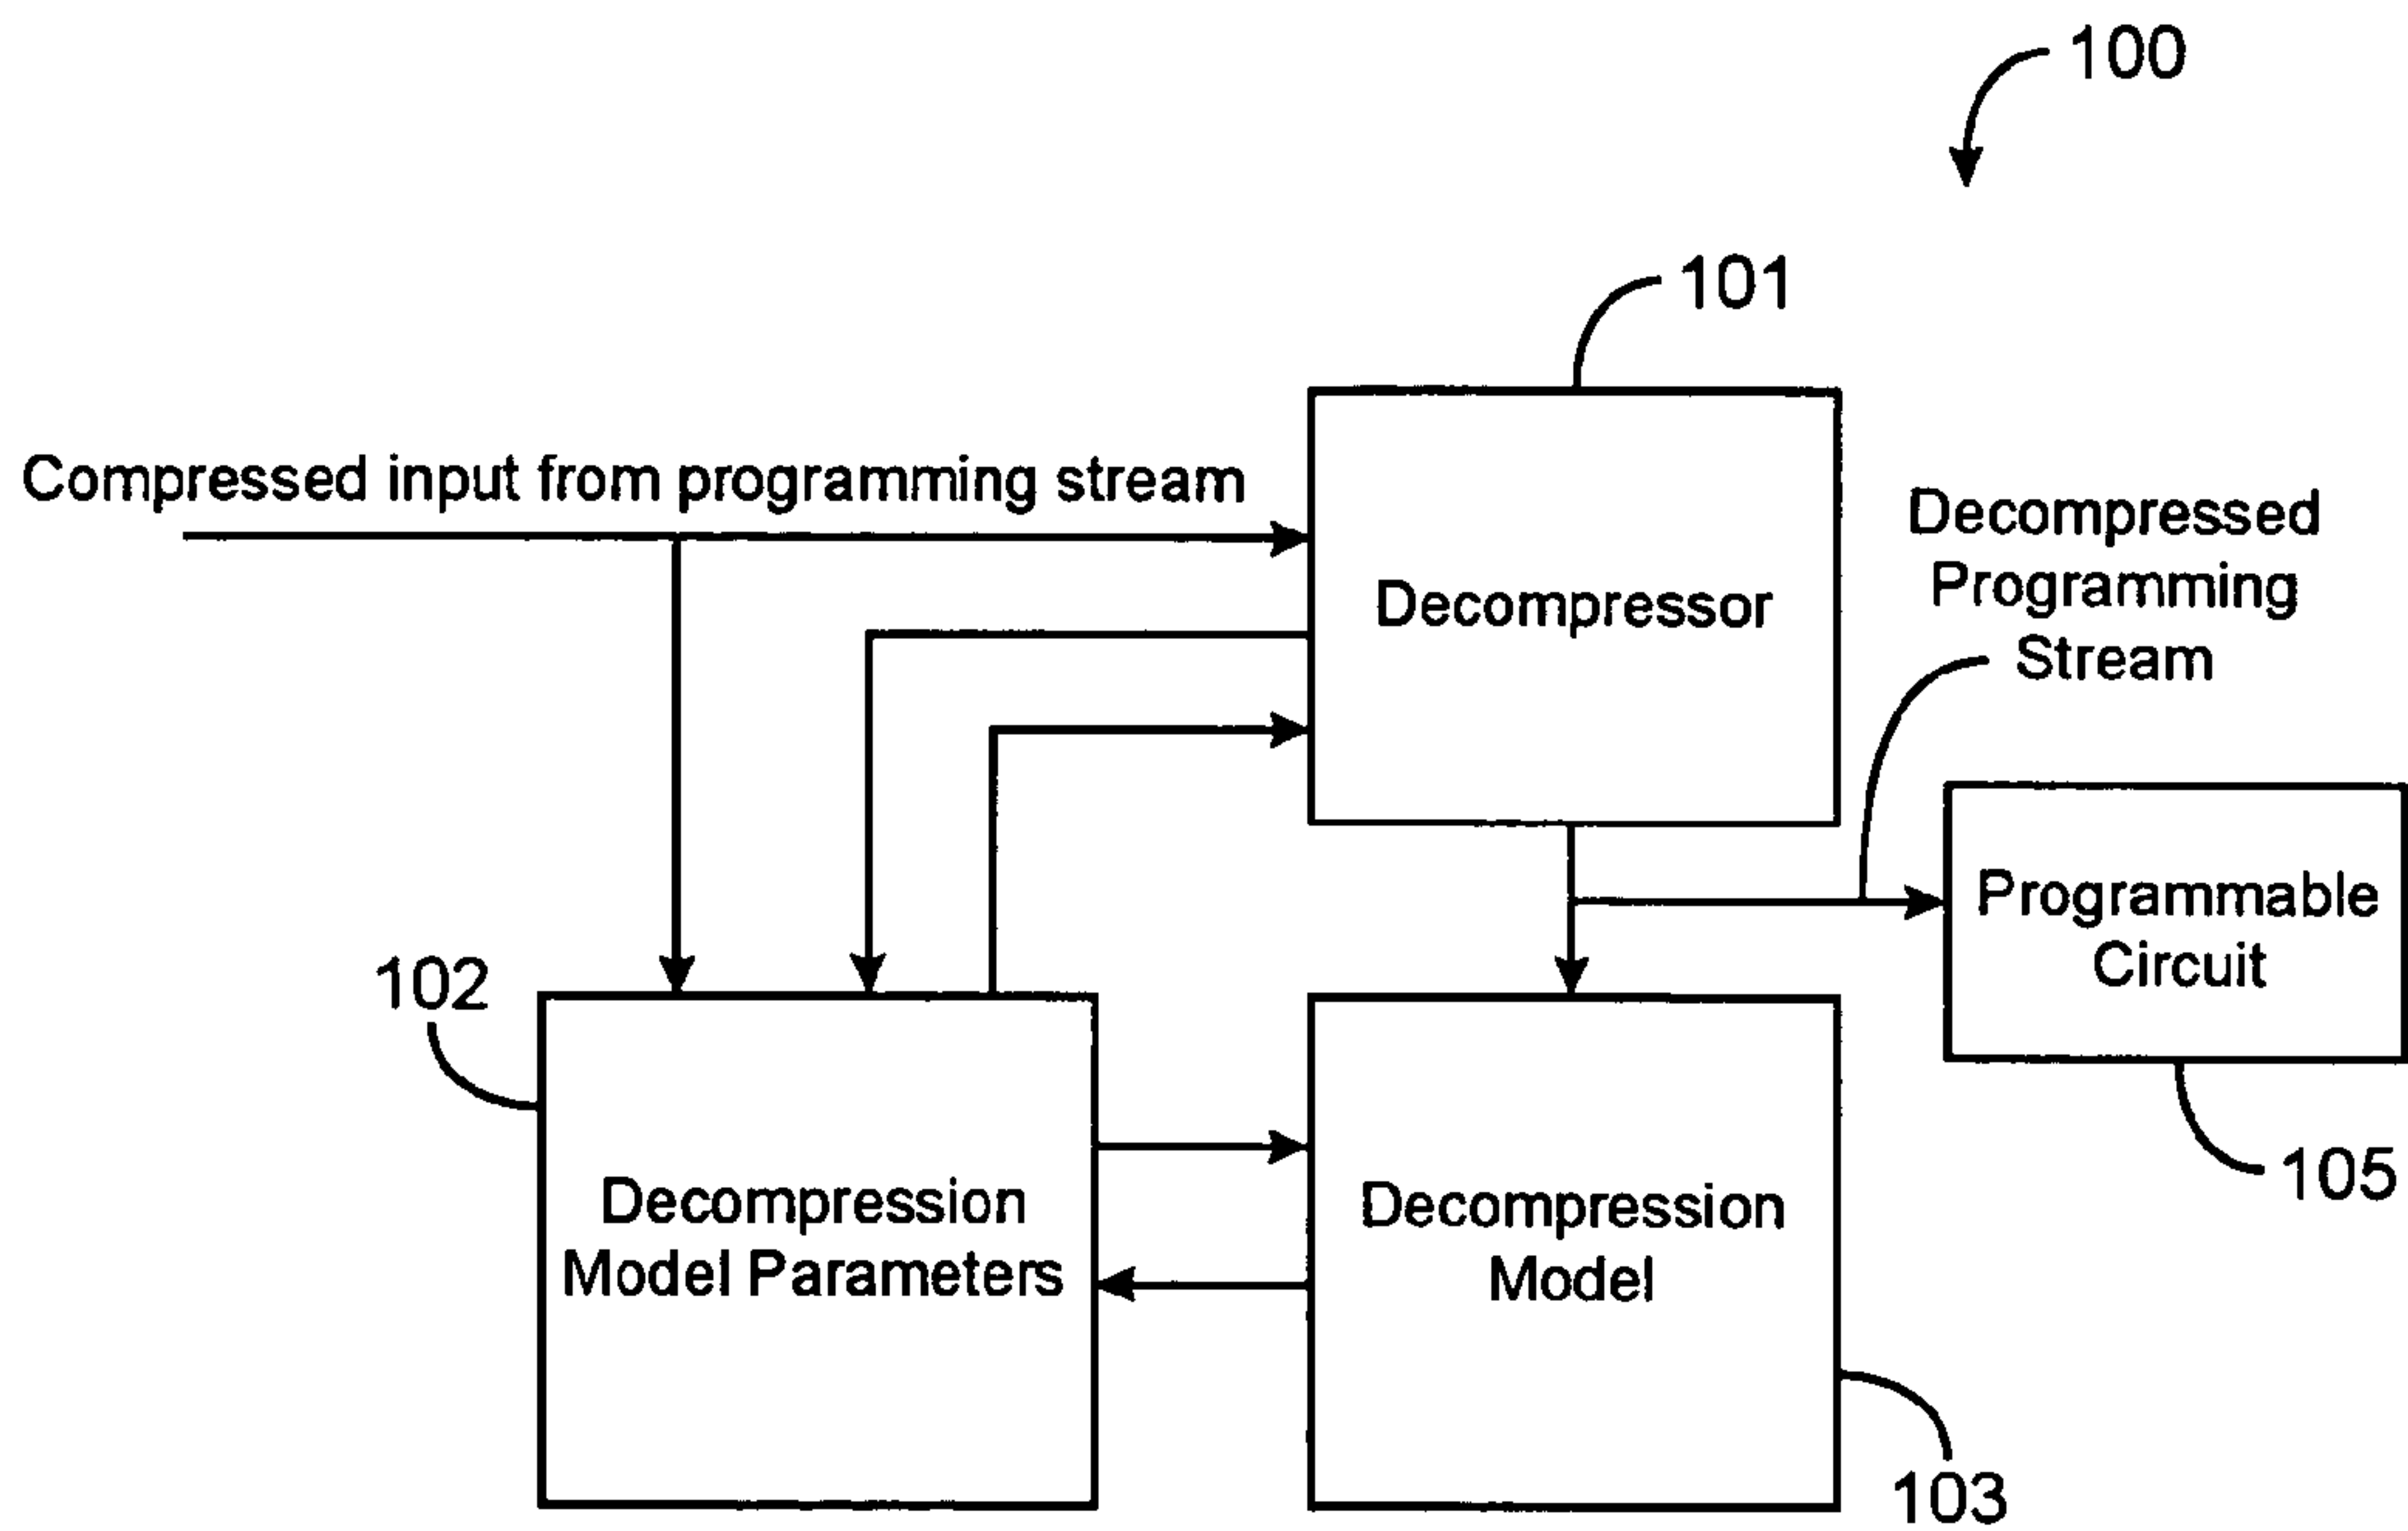 100
101
Compressed input from programming stream
Decompressed
Programming
Stream
Decompressor
Programmable
Circuit
102
105
Decompression
Model Parameters
Decompression
Model
103